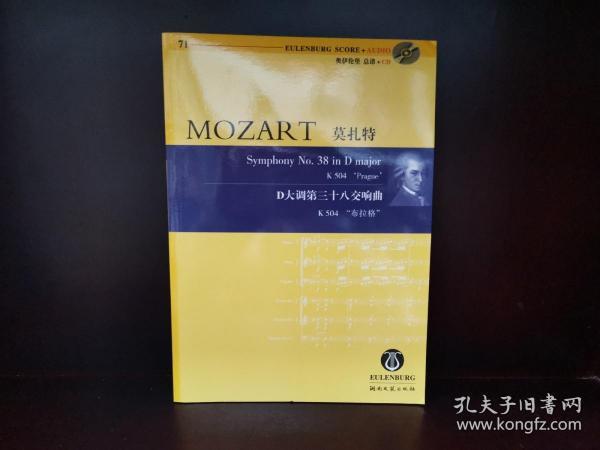 71
EULENBURG SCORE+AUDIO
奥伊伦堡 总谱+CD
MOZART 莫扎特
Symphony No. 38 in D major
K 504 "Prague"
D大调第三十八交响曲
K 504 “布拉格”
EULENBURG
湖南文艺出版社
孔夫子旧書网
www.kongfz.com